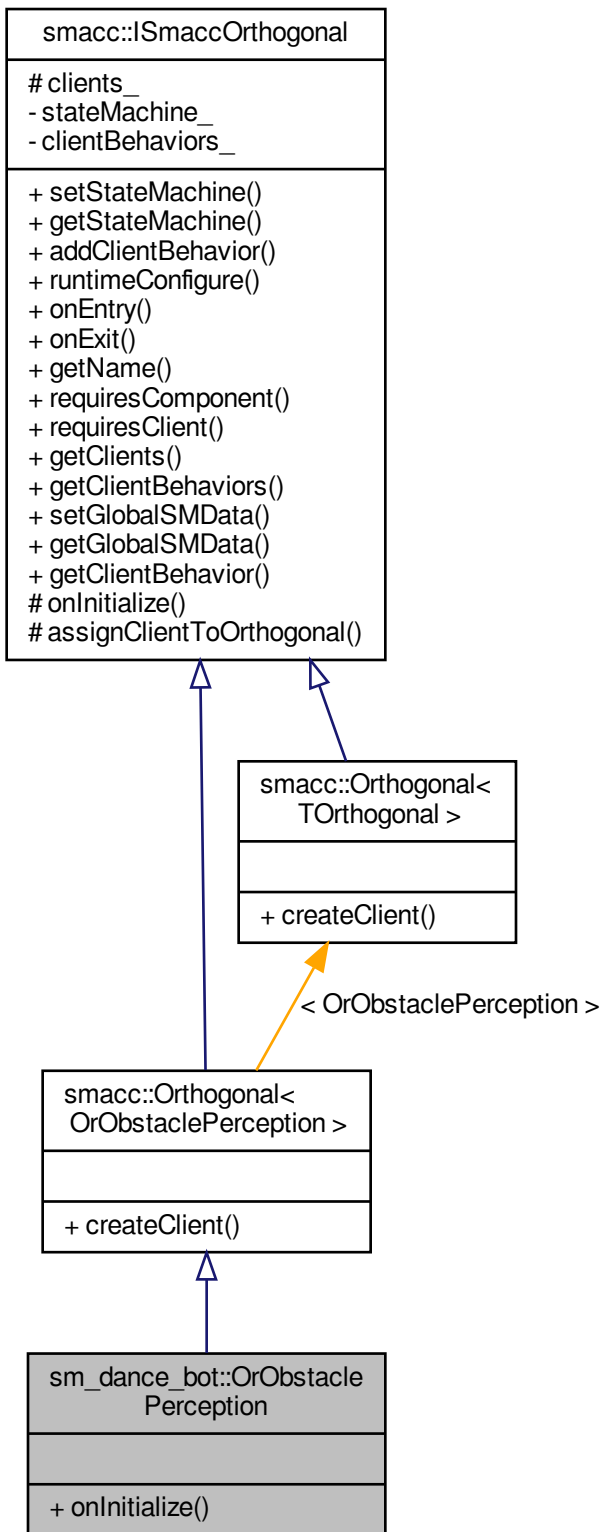 smacc::ISmaccOrthogonal
# clients_
- stateMachine_
- clientBehaviors_
+ setStateMachine()
+ getStateMachine()
+ addClientBehavior()
+ runtimeConfigure()
+ onEntry()
+ onExit()
+ getName()
+ requiresComponent()
+ requiresClient()
+ getClients()
+ getClientBehaviors()
+ setGlobalSMData()
+ getGlobalSMData()
+ getClientBehavior()
# onInitialize()
# assignClientToOrthogonal()
smacc::Orthogonal<
TOrthogonal >
+ createClient()
< OrObstaclePerception >
smacc::Orthogonal<
OrObstaclePerception >
+ createClient()
sm_dance_bot::OrObstacle
Perception
+ onInitialize()